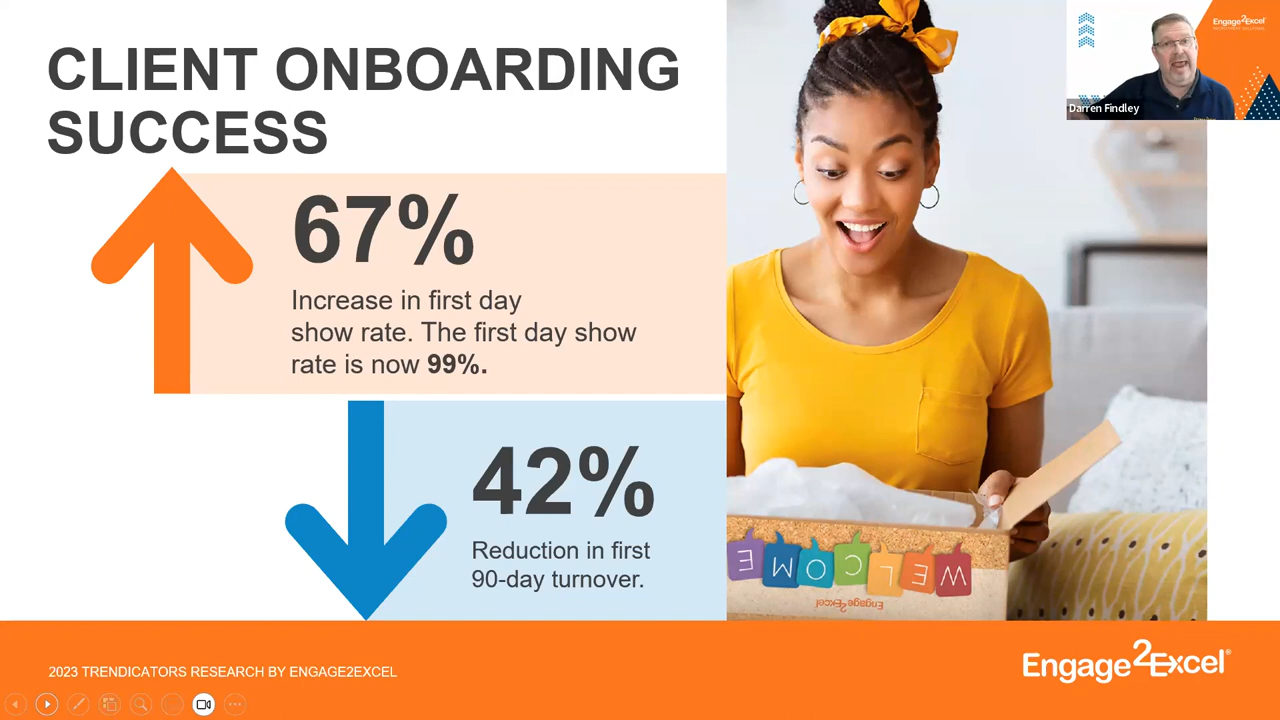 CLIENT ONBOARDING
SUCCESS
67%
Increase in first day
show rate. The first day show
rate is now 99%.
42%
Reduction in first
90-day turnover.
WELCOME
Engage2Excel
2023 TRENDICATORS RESEARCH BY ENGAGE2EXCEL
Engage2Excel®
Engage2Excel
Darren Findley